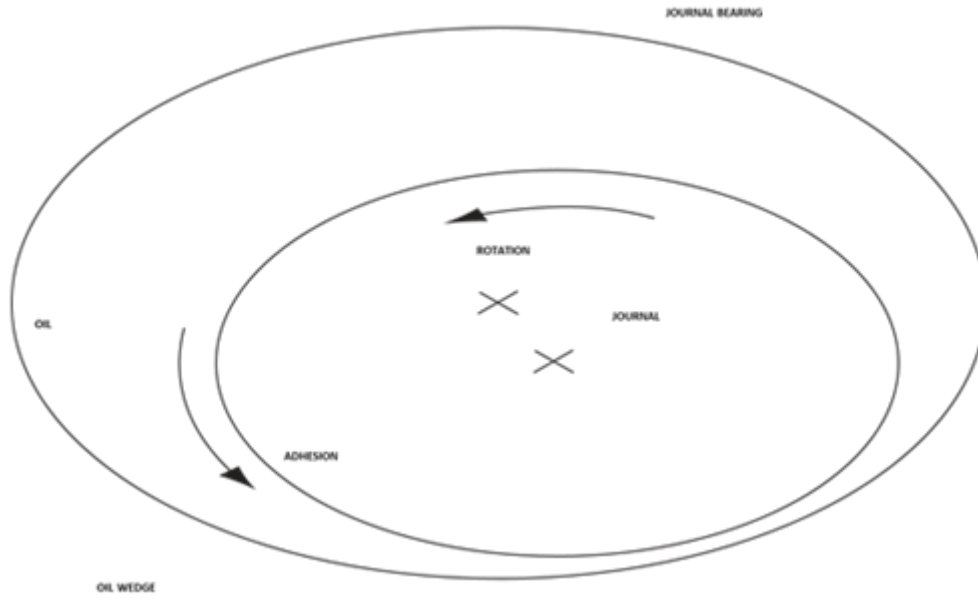 JOURNAL BEARING
ROTATION
JOURNAL
OIL
ADHESION
OIL WEDGE